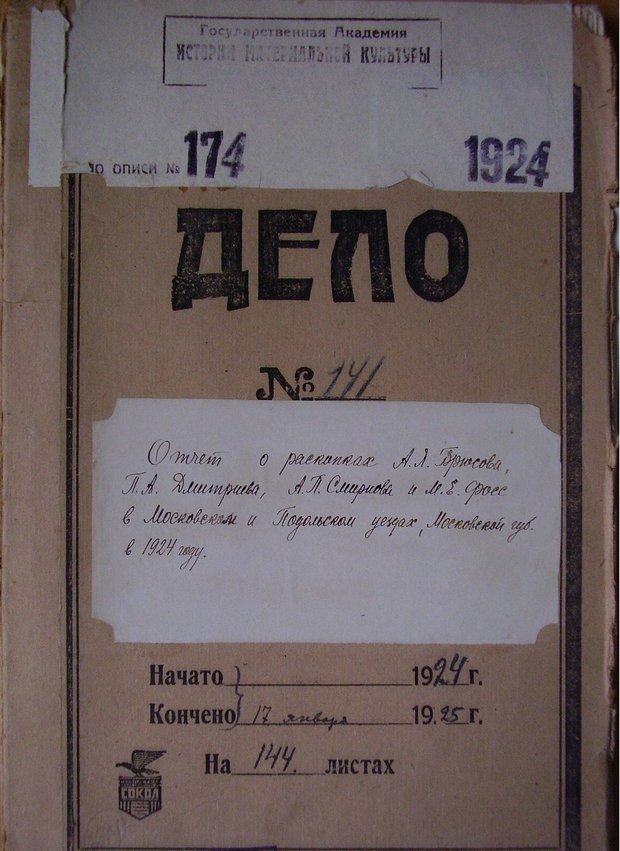 Государственная Академия
ИСТОРИИ МАТЕРИАЛЬНОЙ КУЛЬТУРЫ
ПО ОПИСИ № 174 1924
ДЕЛО
№ 141
Отчет о раскопках А.Я. Брюсова,
П.А. Дмитриева, А.П. Смирнова и М.Е. Фосс
в Московском и Подольском уездах, Московской губ.
в 1924 году.
Начато 1924 г.
Кончено 17 января 1925 г.
На 144. листах
СОКОЛ